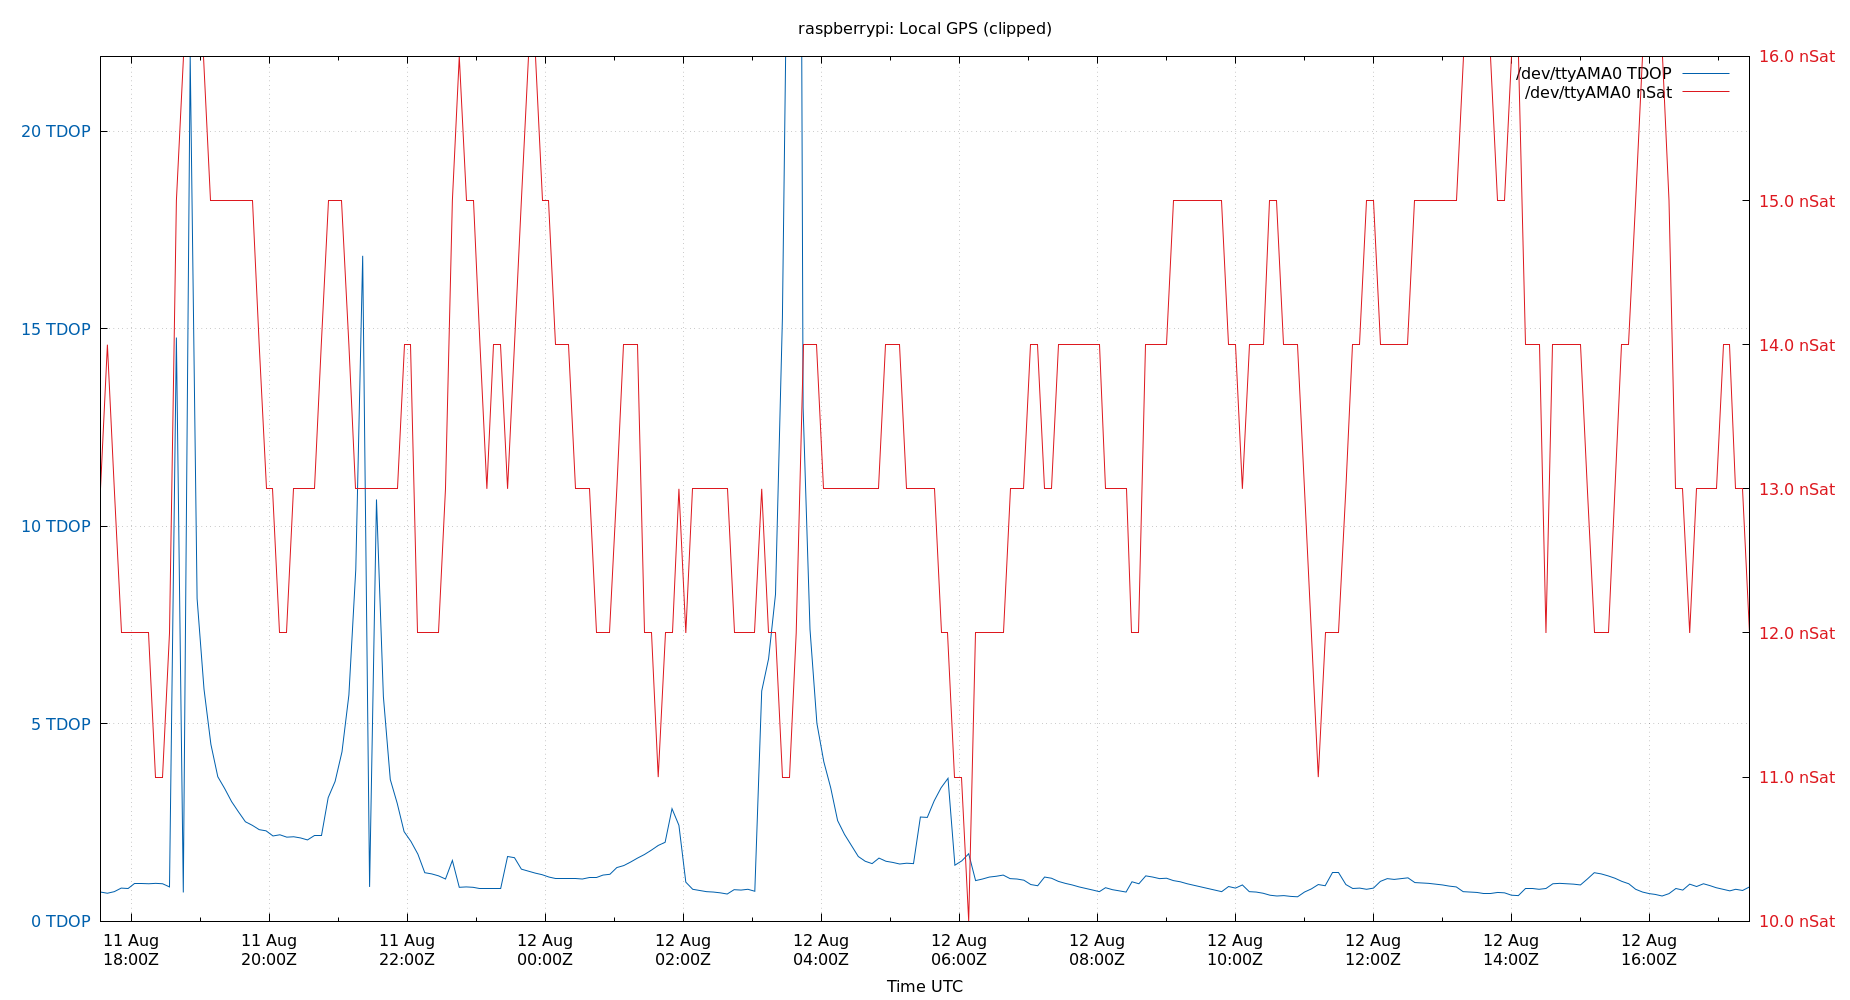 raspberrypi: Local GPS (clipped)
/dev/ttyAMA0 TDOP
/dev/ttyAMA0 nSat
20 TDOP
15 TDOP
10 TDOP
5 TDOP
0 TDOP
16.0 nSat
15.0 nSat
14.0 nSat
13.0 nSat
12.0 nSat
11.0 nSat
10.0 nSat
11 Aug
18:00Z
11 Aug
20:00Z
11 Aug
22:00Z
12 Aug
00:00Z
12 Aug
02:00Z
12 Aug
04:00Z
12 Aug
06:00Z
12 Aug
08:00Z
12 Aug
10:00Z
12 Aug
12:00Z
12 Aug
14:00Z
12 Aug
16:00Z
Time UTC